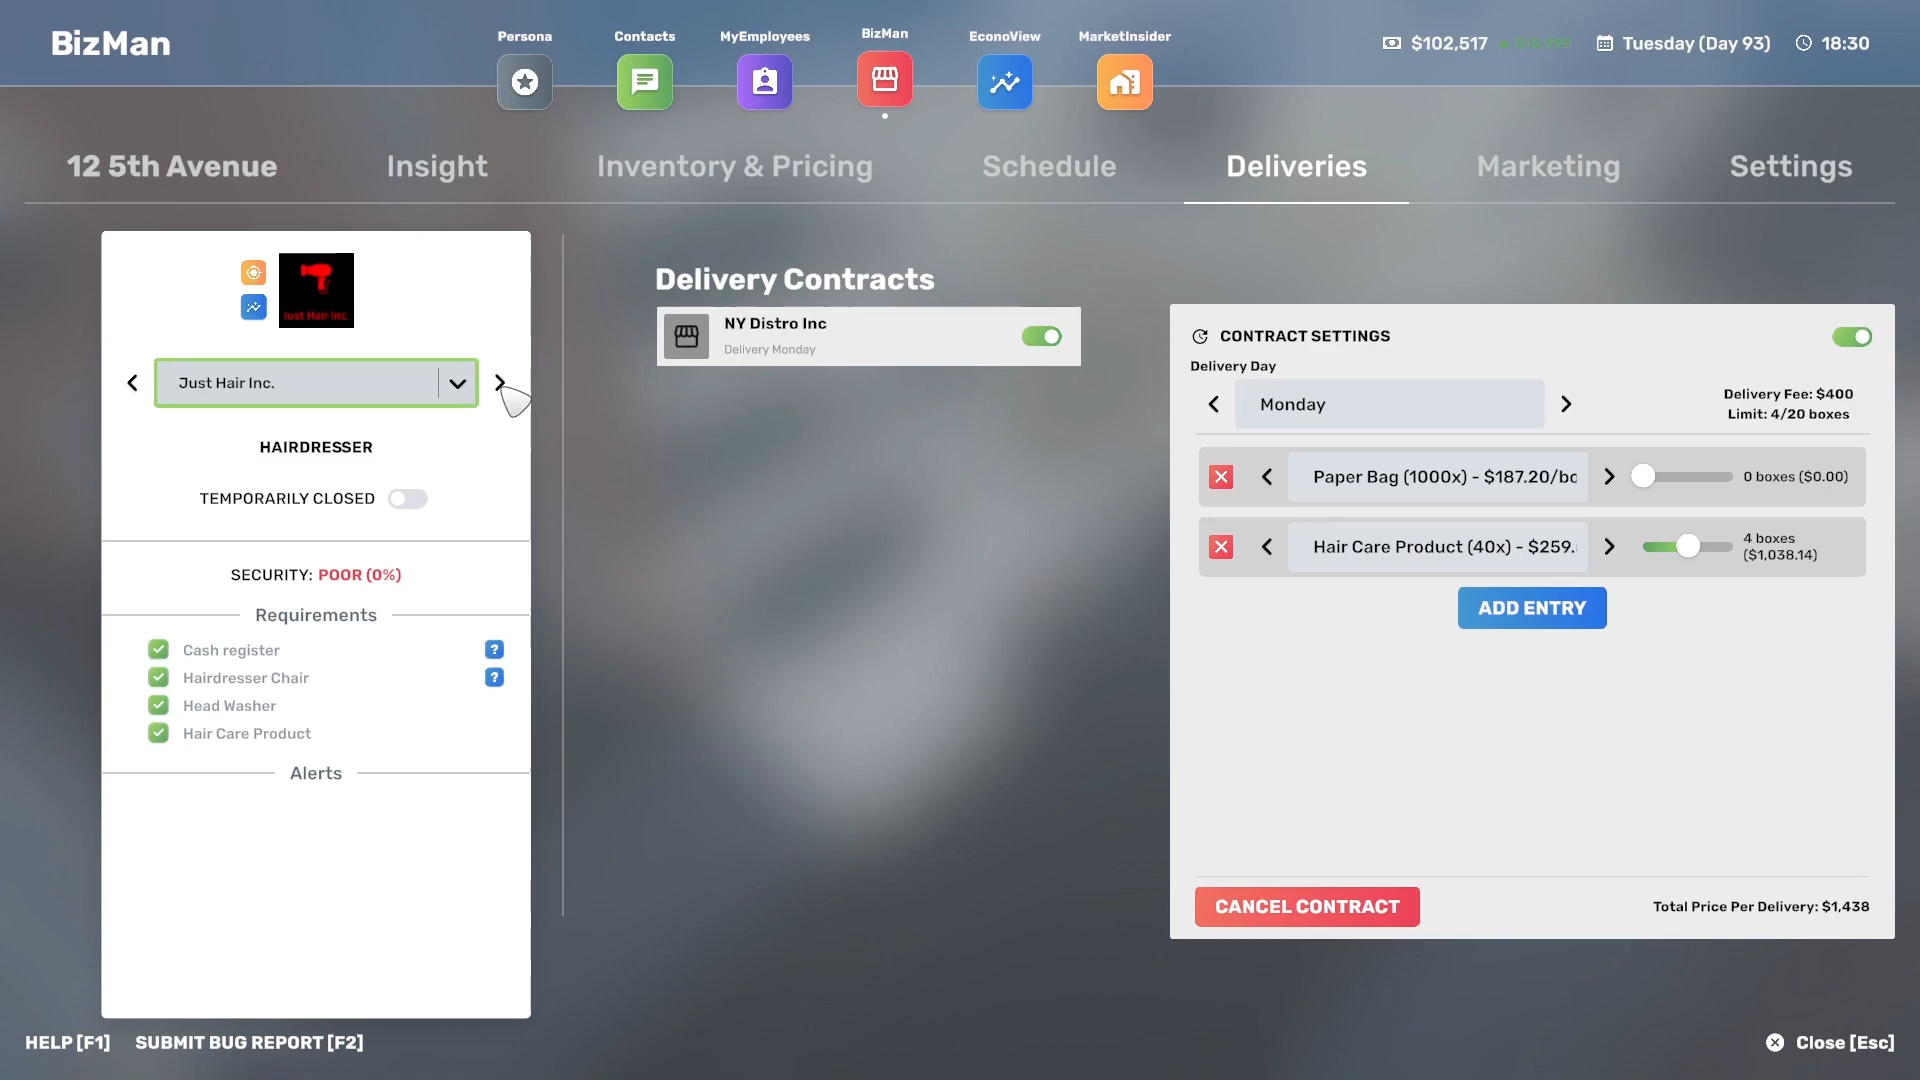 BizMan
Persona
Contacts
MyEmployees
BizMan
EconoView
MarketInsider
$102,517
Tuesday (Day 93)
18:30
12 5th Avenue
Insight
Inventory & Pricing
Schedule
Deliveries
Marketing
Settings
Just Hair Inc.
Just Hair Inc.
HAIRDRESSER
TEMPORARILY CLOSED
SECURITY: POOR (0%)
Requirements
Cash register ?
Hairdresser Chair ?
Head Washer
Hair Care Product
Alerts
Delivery Contracts
NY Distro Inc
Delivery Monday
CONTRACT SETTINGS
Delivery Day
Monday
Delivery Fee: $400
Limit: 4/20 boxes
Paper Bag (1000x) - $187.20/bo
0 boxes ($0.00)
Hair Care Product (40x) - $259.
4 boxes
($1,038.14)
ADD ENTRY
CANCEL CONTRACT
Total Price Per Delivery: $1,438
HELP [F1]
SUBMIT BUG REPORT [F2]
Close [Esc]